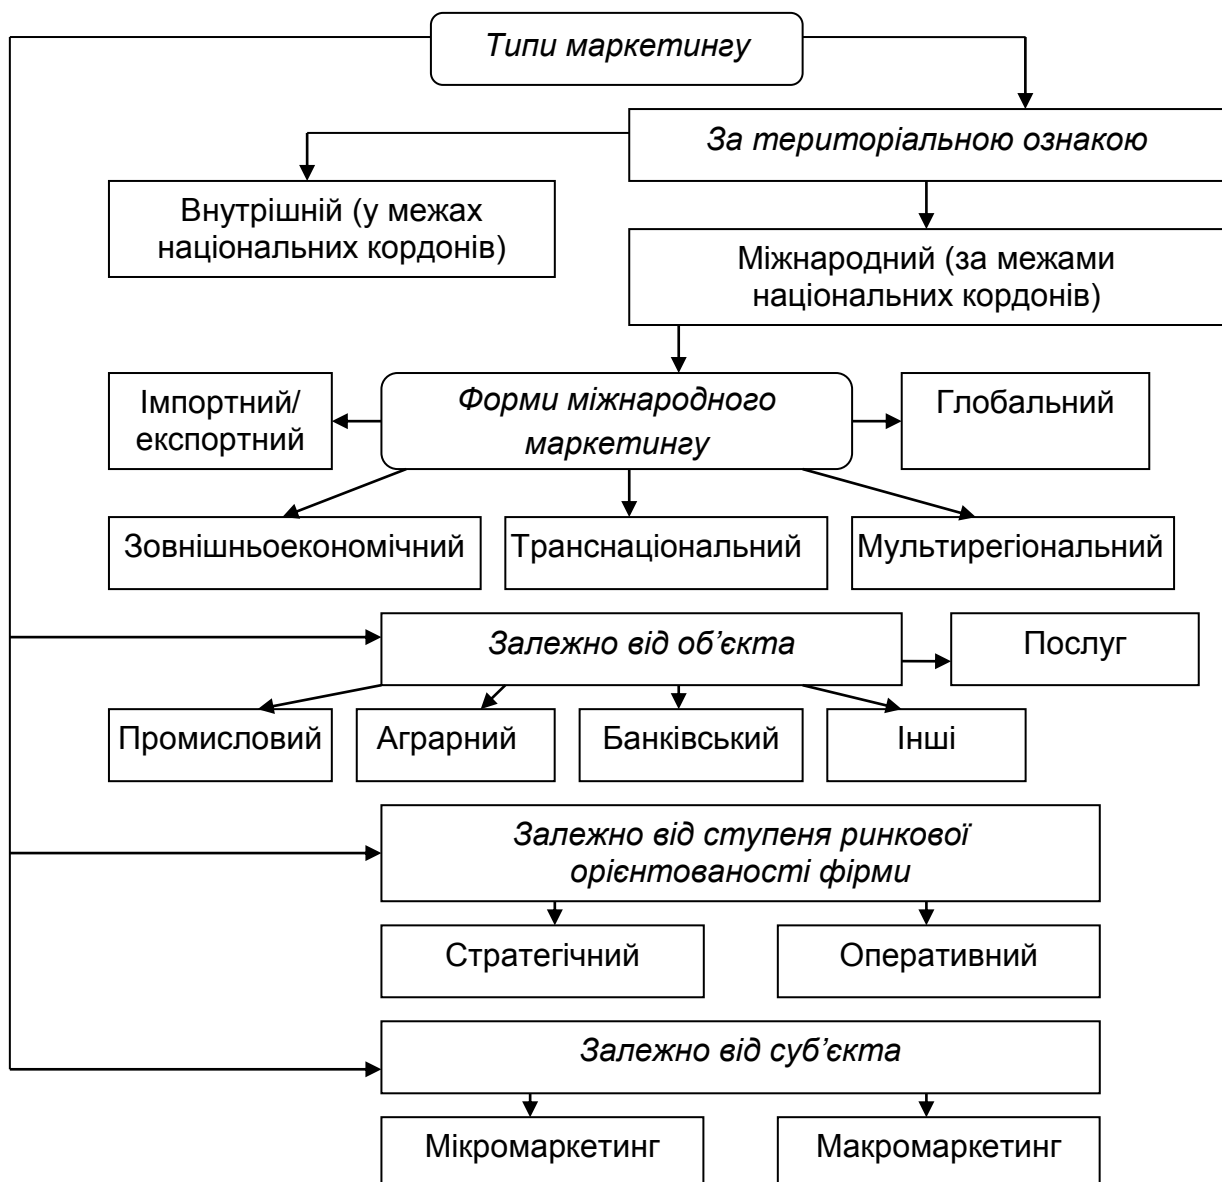 Типи маркетингу
За територіальною ознакою
Внутрішній (у межах
національних кордонів)
Міжнародний (за межами
національних кордонів)
Імпортний/
експортний
Форми міжнародного
маркетингу
Глобальний
Зовнішньоекономічний
Транснаціональний
Мультирегіональний
Залежно від об’єкта
Послуг
Промисловий
Аграрний
Банківський
Інші
Залежно від ступеня ринкової
орієнтованості фірми
Стратегічний
Оперативний
Залежно від суб’єкта
Мікромаркетинг
Макромаркетинг